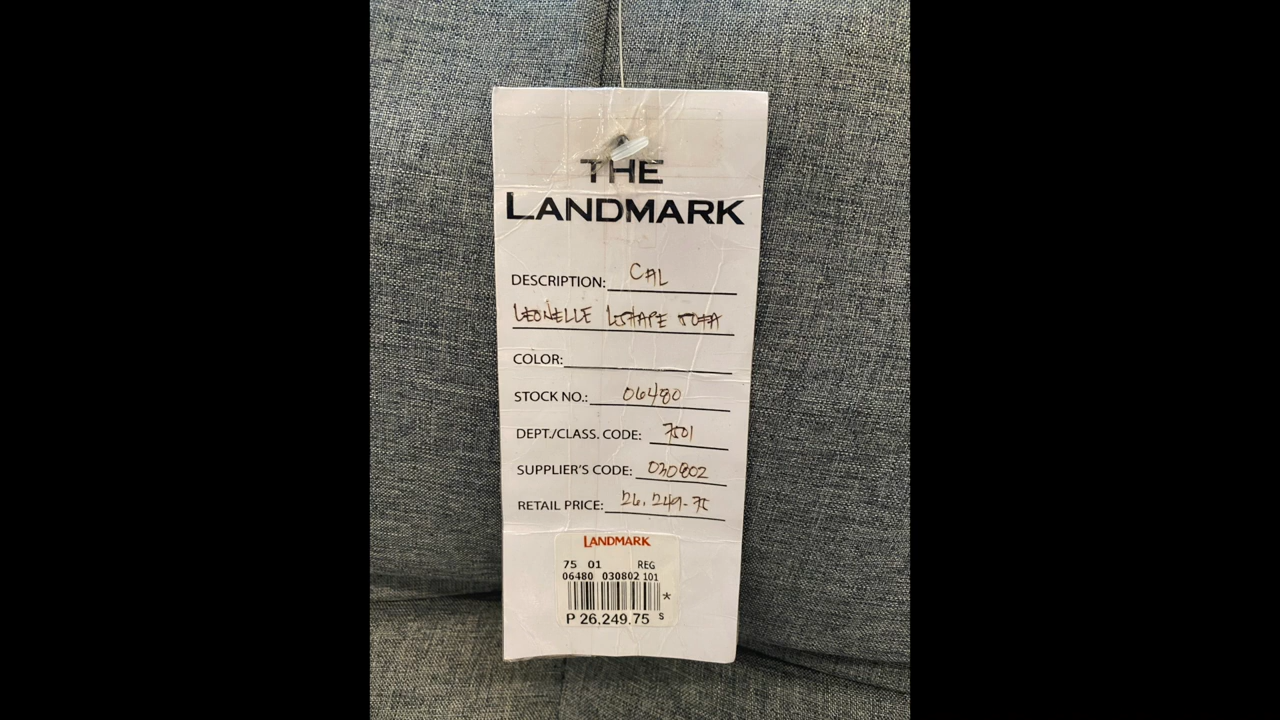 THE
LANDMARK
DESCRIPTION: CAL
LEONELLE LSHAPE SOFA
COLOR:
STOCK NO.: 06480
DEPT./CLASS. CODE: 7501
SUPPLIER'S CODE: 030802
RETAIL PRICE: 26,249-75
LANDMARK
75 01 REG
06480 030802 101
*
P 26,249.75 S